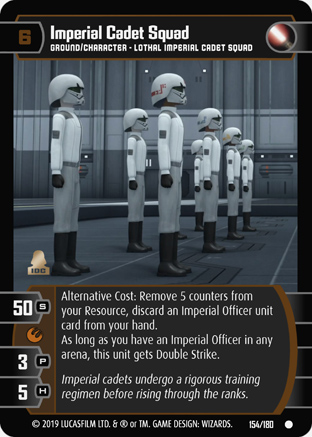 6
Imperial Cadet Squad
GROUND/CHARACTER - LOTHAL IMPERIAL CADET SQUAD
IDC
50 S
3 P
5 H
Alternative Cost: Remove 5 counters from
your Resource, discard an Imperial Officer unit
card from your hand.
As long as you have an Imperial Officer in any
arena, this unit gets Double Strike.
Imperial cadets undergo a rigorous training
regimen before rising through the ranks.
© 2019 LUCASFILM LTD. & ® or TM. GAME DESIGN: WIZARDS.
154/180